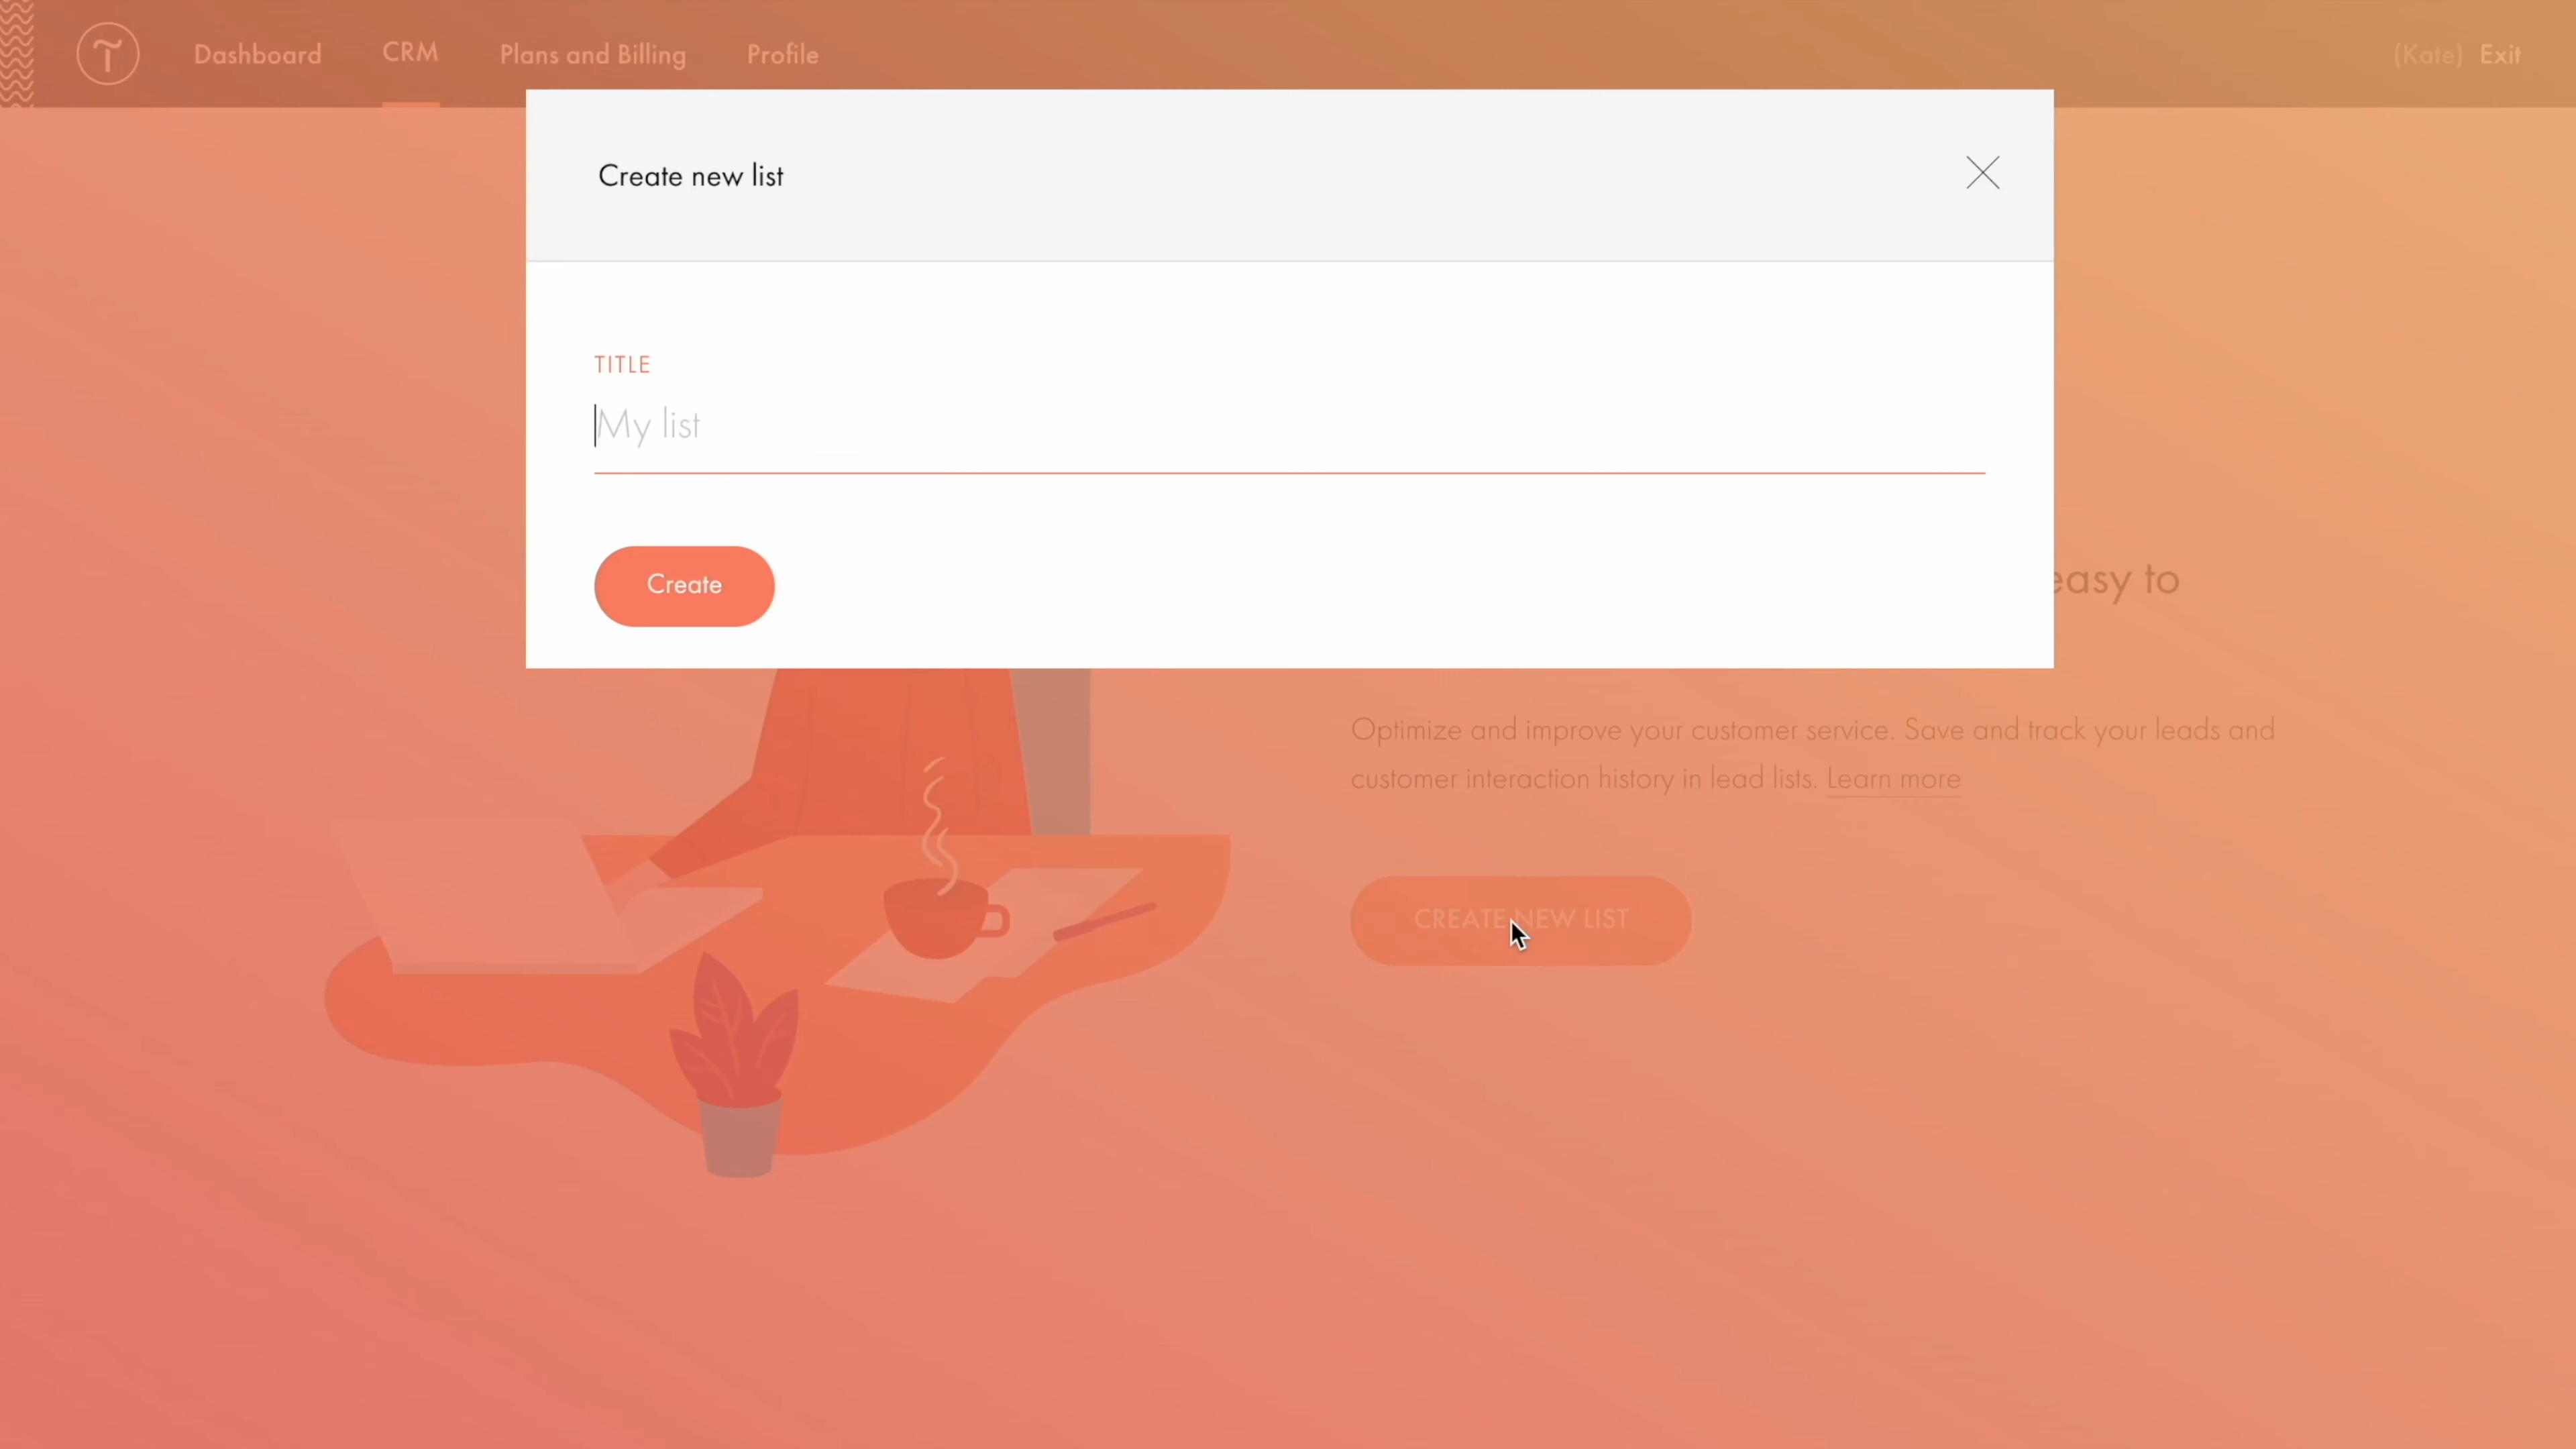 Dashboard
CRM
Plans and Billing
Profile
(Kate) Exit
Create new list
TITLE
My list
Create
easy to
Optimize and improve your customer service. Save and track your leads and
customer interaction history in lead lists. Learn more
CREATE NEW LIST